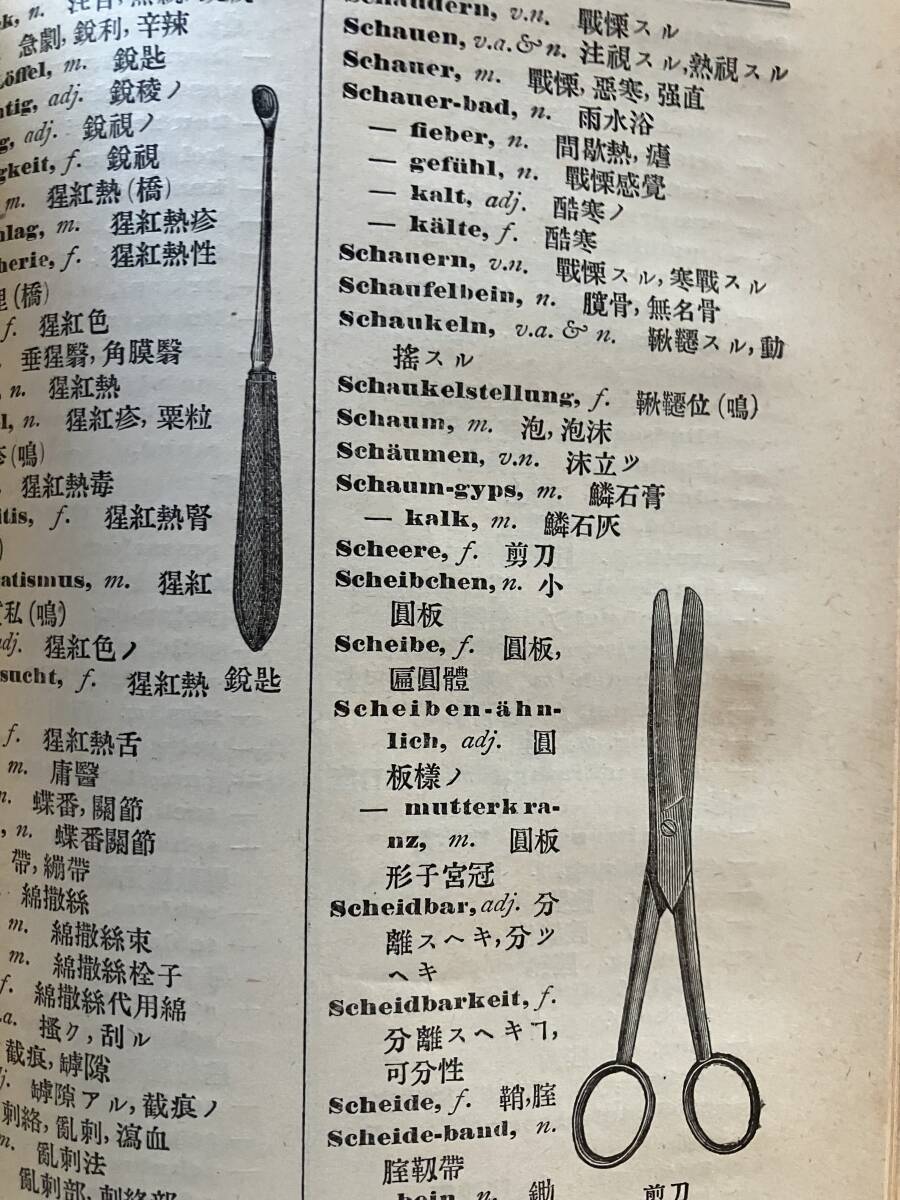 急劇, 銳利, 辛辣
öffel, m. 銳匙
tig, adj. 銳稜ノ
adj. 銳視ノ
gkeit, f. 銳視
m. 猩紅熱 (橋)
hlag, m. 猩紅熱疹
herie, f. 猩紅熱性
(橋)
f. 猩紅色
垂猩翳, 角膜翳
n. 猩紅熱
n. 猩紅疹, 粟粒
(鳴)
猩紅熱毒
itis, f. 猩紅熱腎
atismus, m. 猩紅
私 (鳴)
adj. 猩紅色ノ
sucht, f. 猩紅熱
銳匙
f. 猩紅熱舌
m. 庸醫
n. 蝶番, 關節
n. 蝶番關節
帶, 繃帶
綿撒絲
m. 綿撒絲束
m. 綿撒絲栓子
f. 綿撒絲代用綿
v.a. 搔ク, 刮ル
截痕, 罅隙
罅隙アル, 截痕ノ
刺絡, 亂刺, 瀉血
m. 亂刺法
亂刺部, 刺絡部
Schaudern, v.n. 戰慄スル
Schauen, v.a. & n. 注視スル, 熟視スル
Schauer, m. 戰慄, 惡寒, 强直
Schauer-bad, n. 雨水浴
— fieber, n. 間歇熱, 瘧
— gefühl, n. 戰慄感覺
— kalt, adj. 酷寒ノ
— kälte, f. 酷寒
Schauern, v.n. 戰慄スル, 寒戰スル
Schaufelbein, n. 髖骨, 無名骨
Schaukeln, v.a. & n. 鞦韆スル, 動
搖スル
Schaukelstellung, f. 鞦韆位 (鳴)
Schaum, m. 泡, 泡沫
Schäumen, v.n. 沫立ツ
Schaum-gyps, m. 鱗石膏
— kalk, m. 鱗石灰
Scheere, f. 剪刀
Scheibchen, n. 小
圓板
Scheibe, f. 圓板,
匾圓體
Scheiben-ähn-
lich, adj. 圓
板樣ノ
— mutterkra-
nz, m. 圓板
形子宮冠
Scheidbar, adj. 分
離スヘキ, 分ツ
ヘキ
Scheidbarkeit, f.
分離スヘキヿ,
可分性
Scheide, f. 鞘, 腟
Scheide-band, n.
腟靱帶
bein, n. 鋤
剪刀